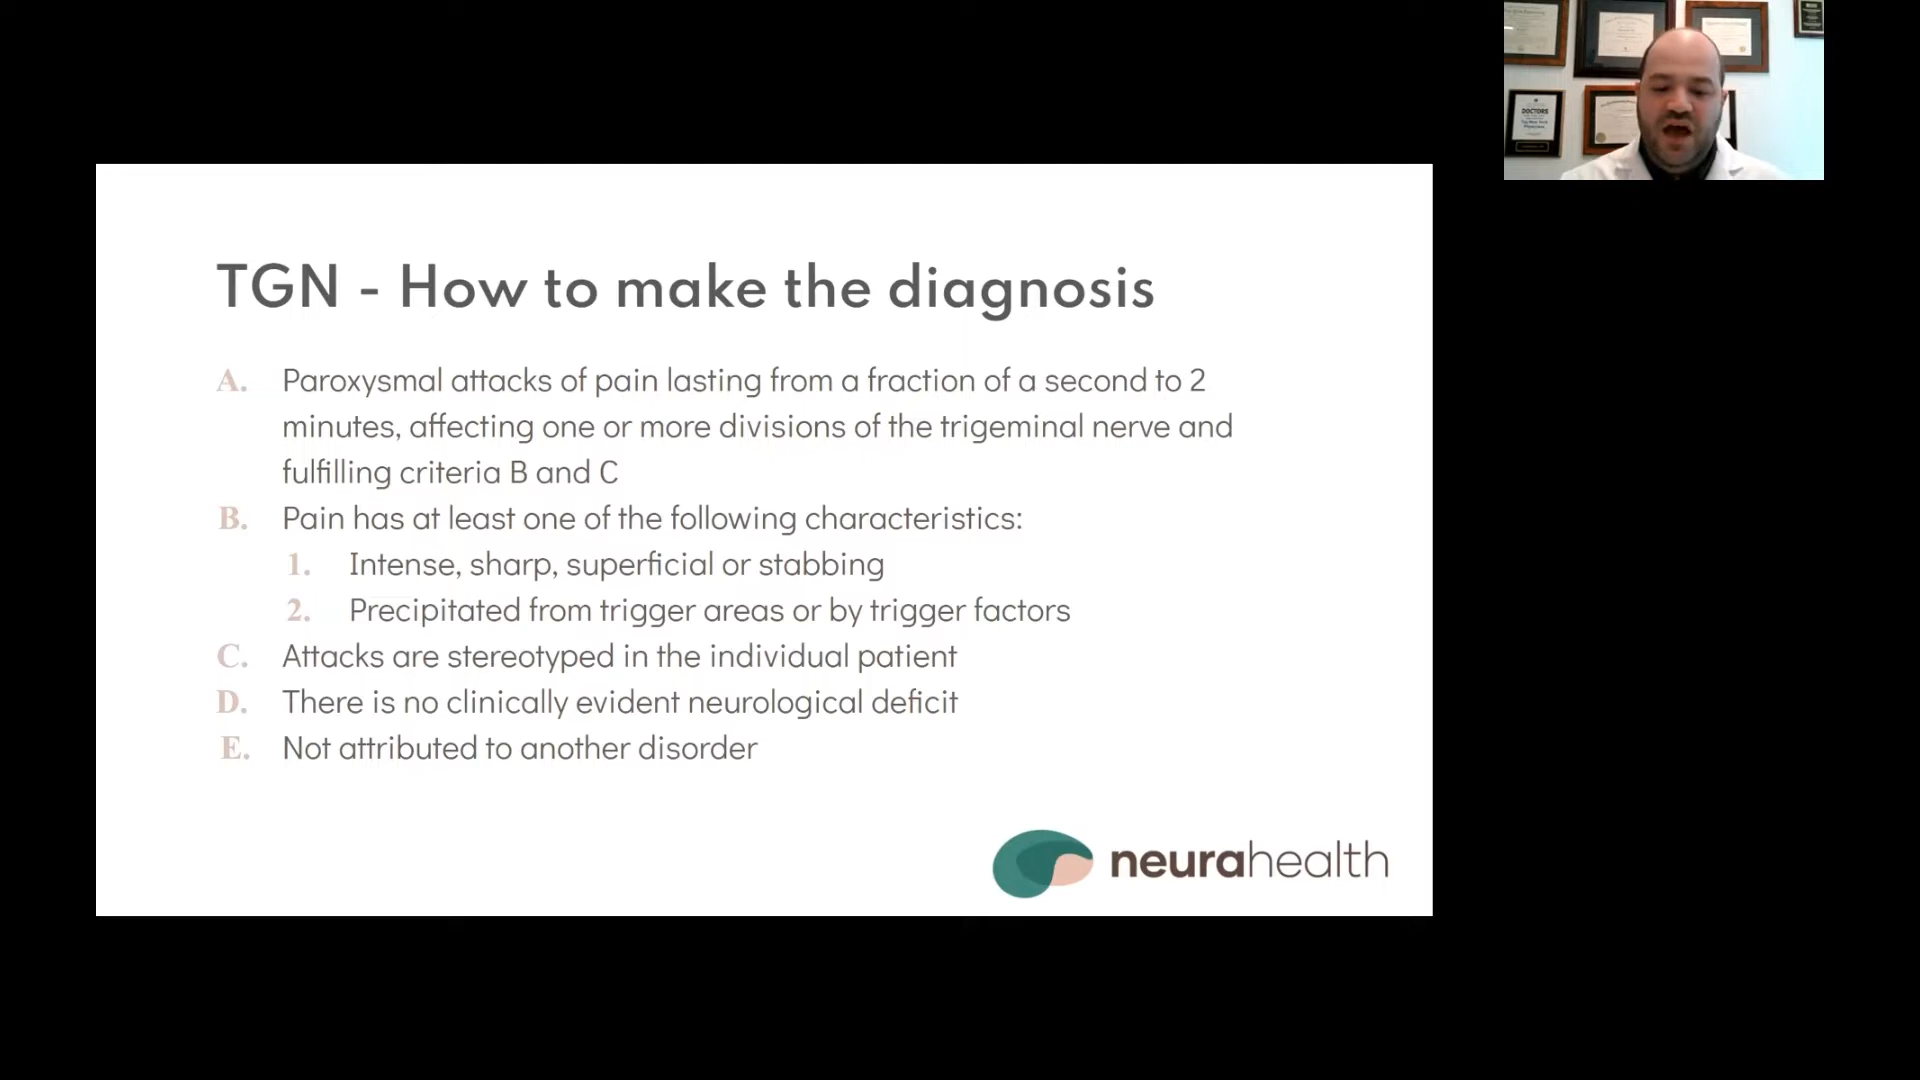 TGN - How to make the diagnosis
A. Paroxysmal attacks of pain lasting from a fraction of a second to 2
minutes, affecting one or more divisions of the trigeminal nerve and
fulfilling criteria B and C
B. Pain has at least one of the following characteristics:
1. Intense, sharp, superficial or stabbing
2. Precipitated from trigger areas or by trigger factors
C. Attacks are stereotyped in the individual patient
D. There is no clinically evident neurological deficit
E. Not attributed to another disorder
neurahealth
DOCTORS